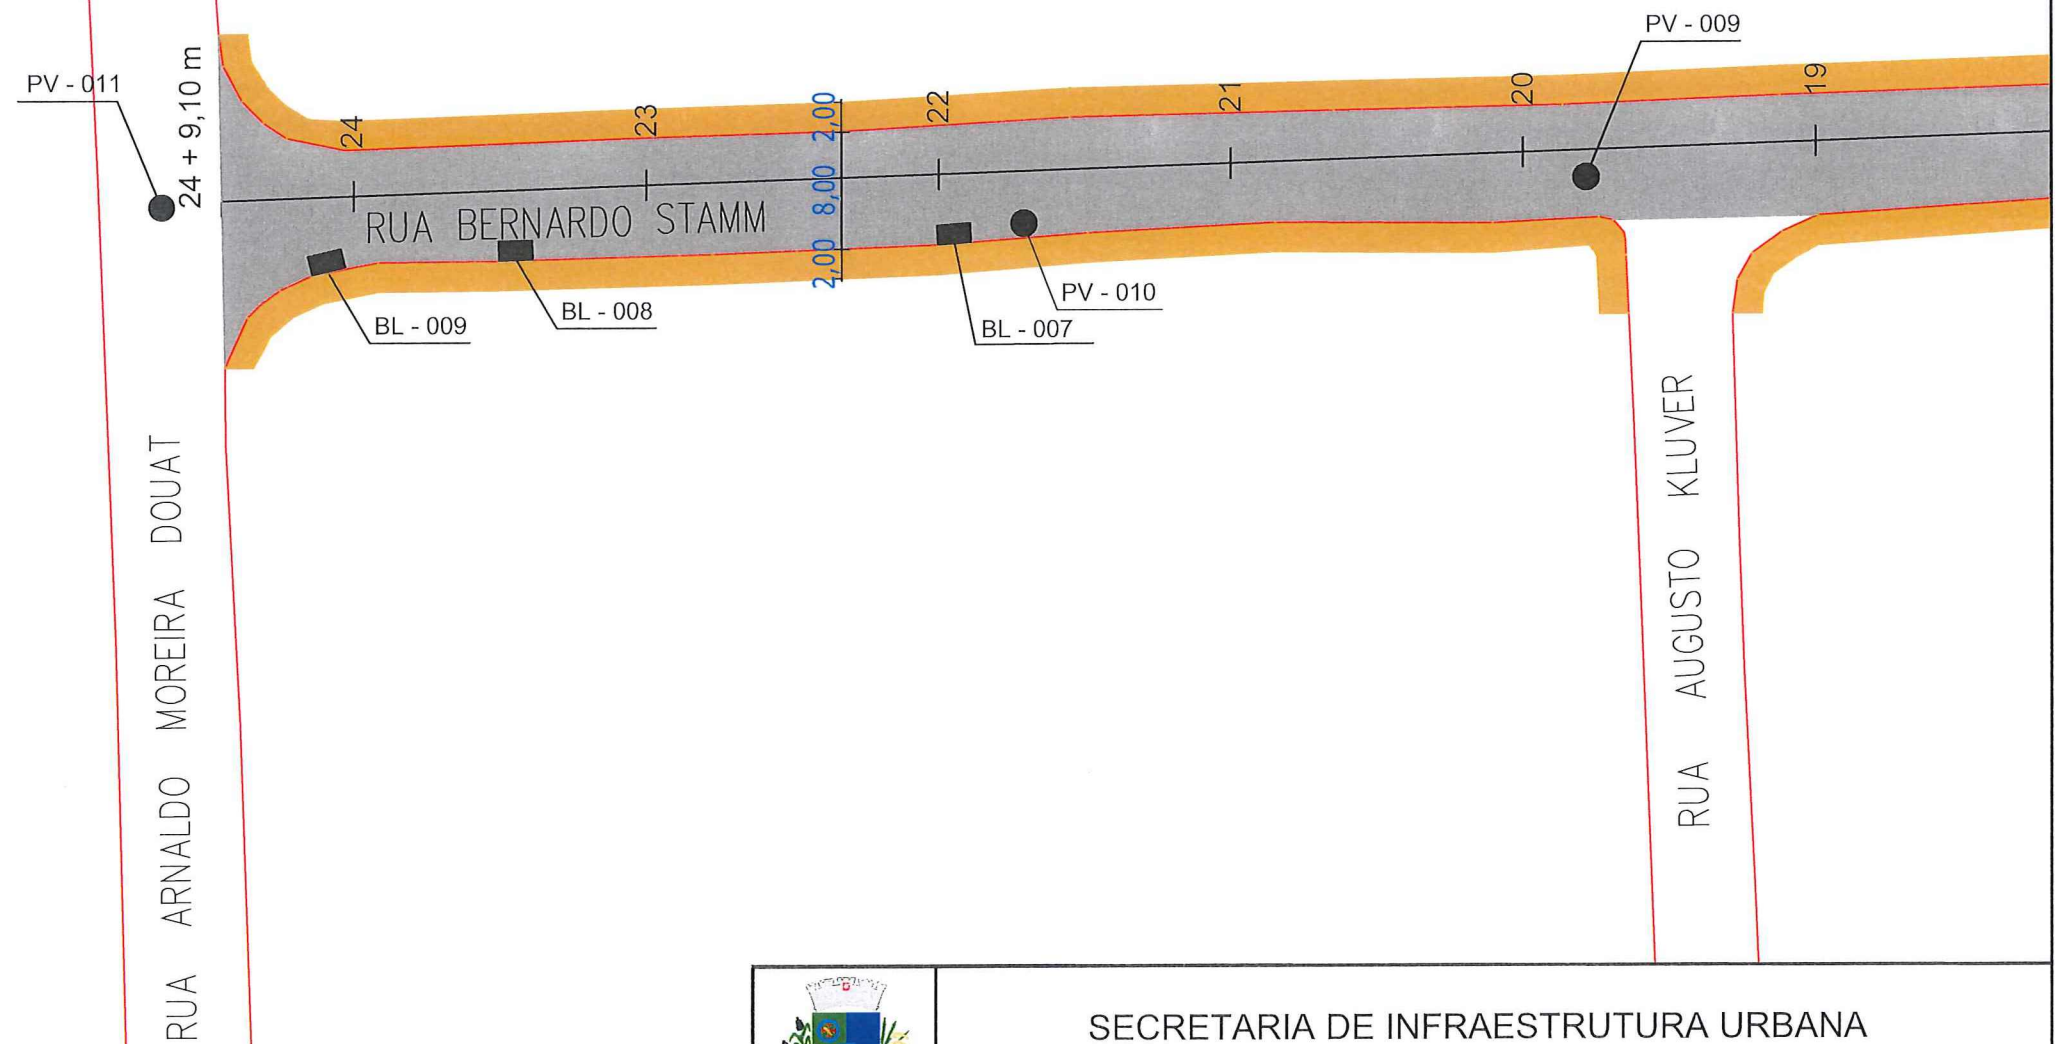 PV - 009
PV - 011
24 + 9,10 m
24
23
22
21
20
19
2,00
8,00
2,00
RUA BERNARDO STAMM
BL - 009
BL - 008
BL - 007
PV - 010
RUA ARNALDO MOREIRA DOUAT
RUA AUGUSTO KLUVER
SECRETARIA DE INFRAESTRUTURA URBANA